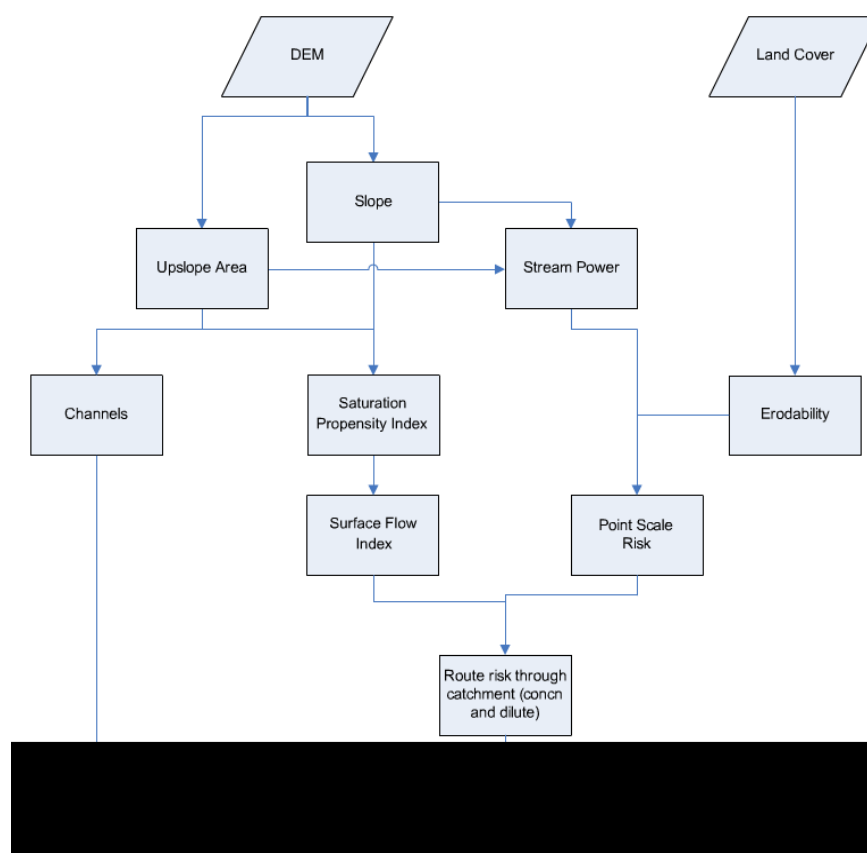 DEM
Land Cover
Slope
Upslope Area
Stream Power
Channels
Saturation
Propensity Index
Erodability
Surface Flow
Index
Point Scale
Risk
Route risk through
catchment (concn
and dilute)